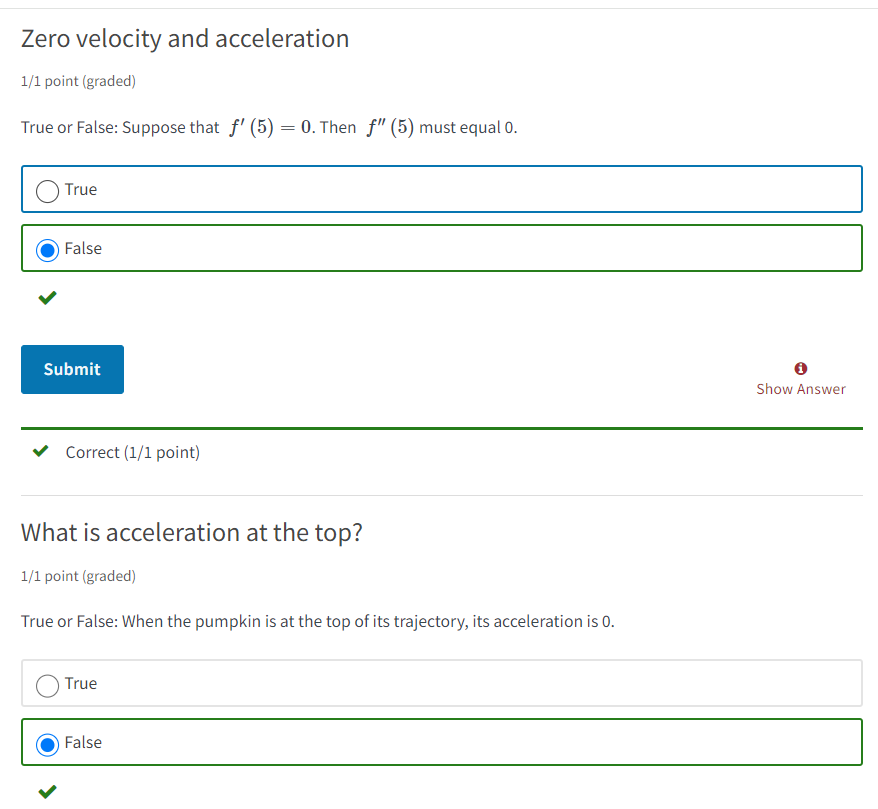 Zero velocity and acceleration
1/1 point (graded)
True or False: Suppose that f′ (5) = 0. Then f″ (5) must equal 0.
True
False
Submit
Show Answer
Correct (1/1 point)
What is acceleration at the top?
1/1 point (graded)
True or False: When the pumpkin is at the top of its trajectory, its acceleration is 0.
True
False